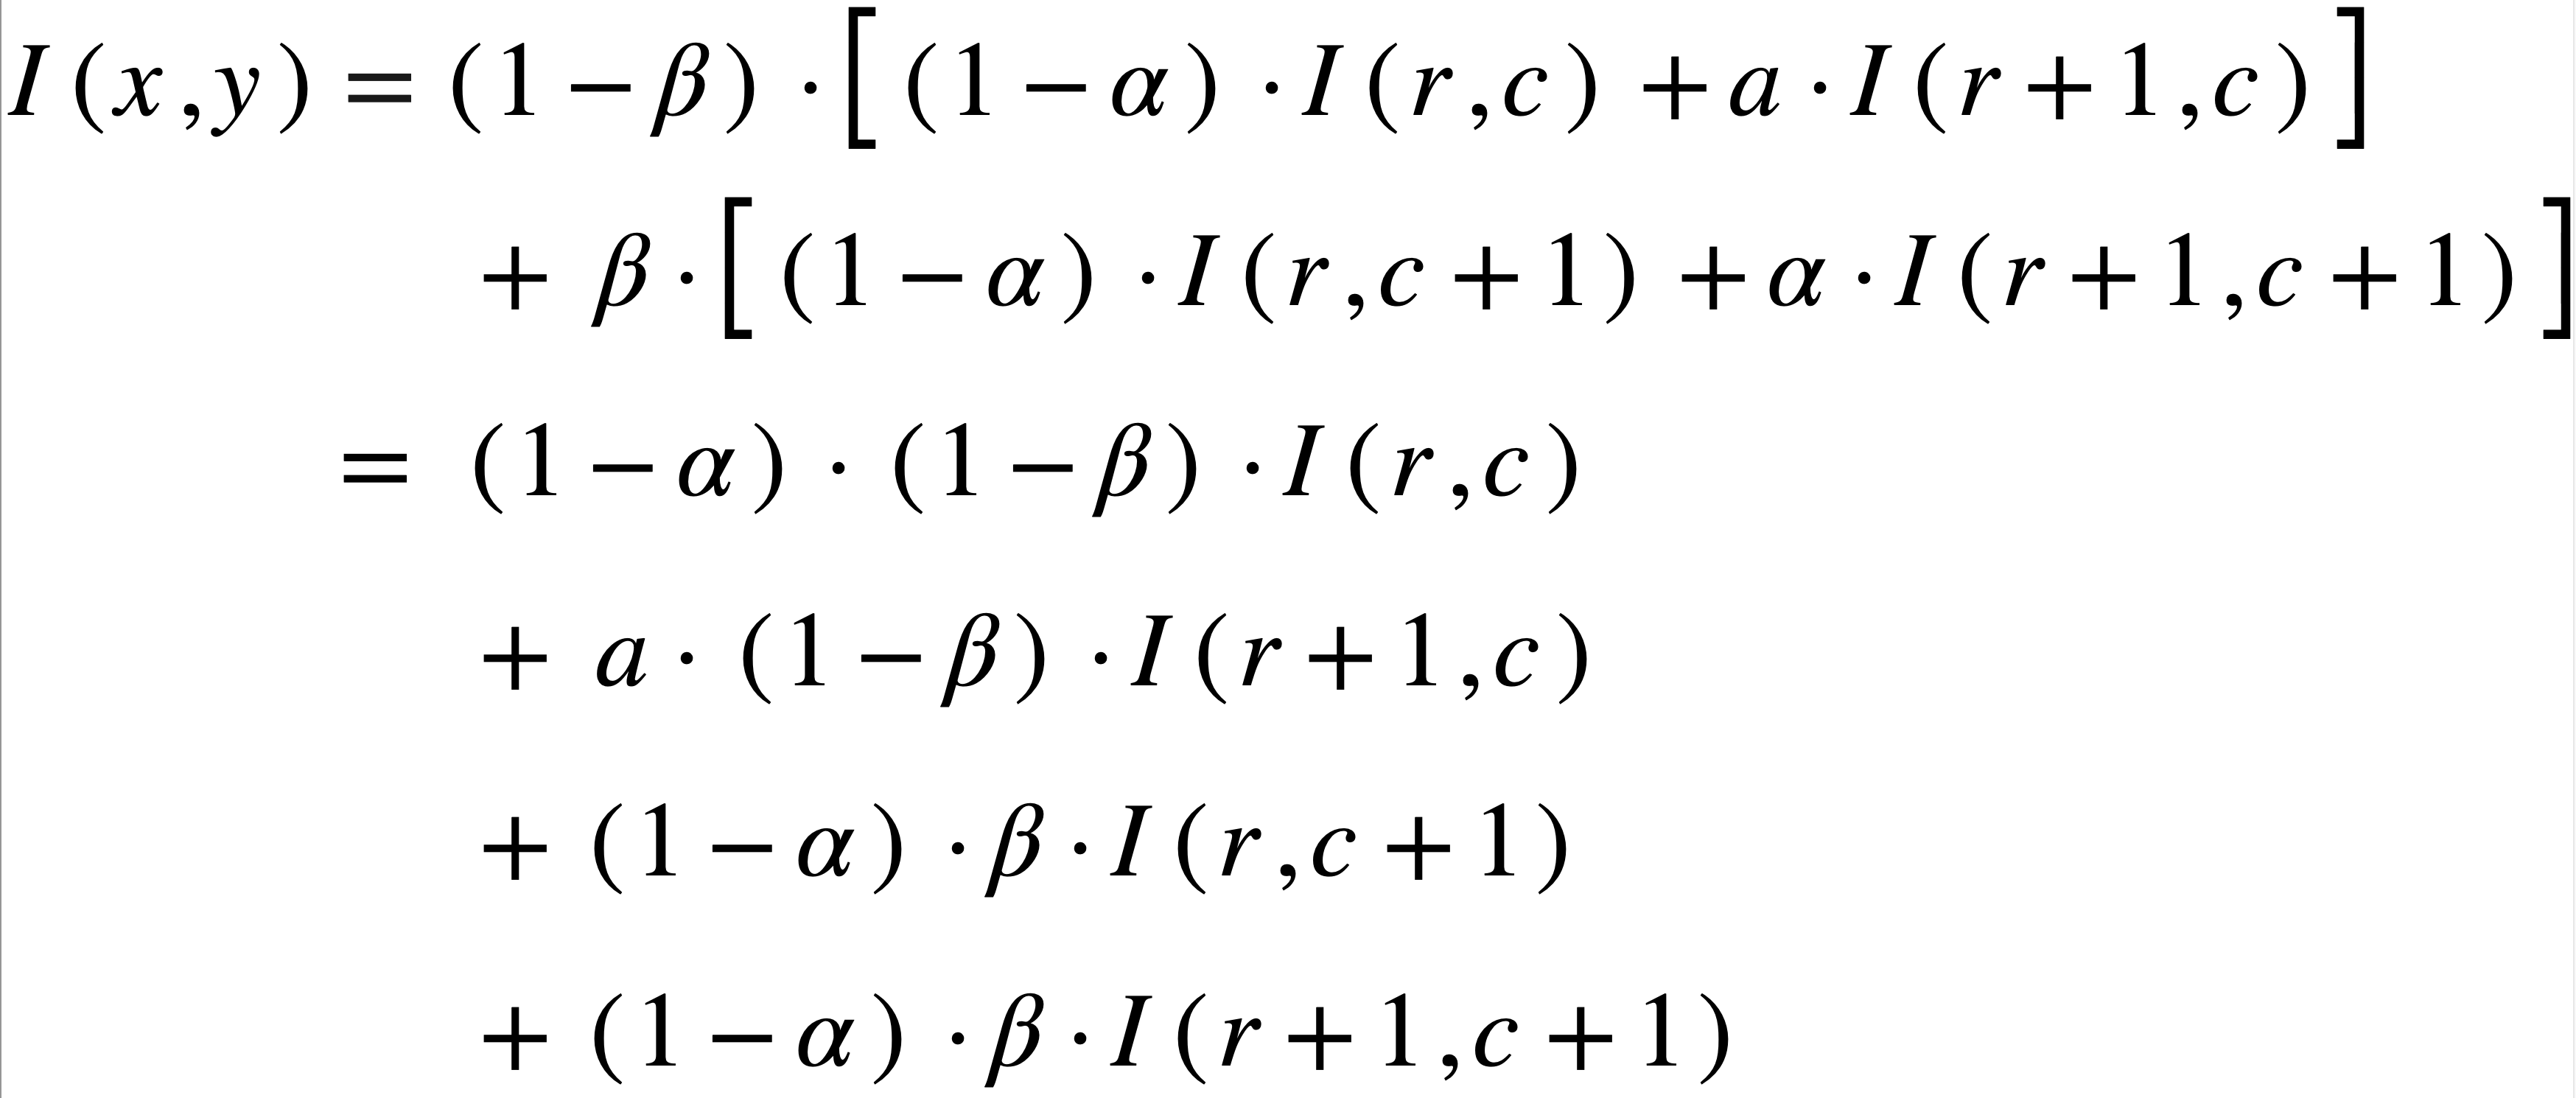 I(x,y) = (1−β) · [(1−α) · I(r,c) + a · I(r+1,c)]
+ β · [(1−α) · I(r,c+1) + α · I(r+1,c+1)]
= (1−α) · (1−β) · I(r,c)
+ a · (1−β) · I(r+1,c)
+ (1−α) · β · I(r,c+1)
+ (1−α) · β · I(r+1,c+1)